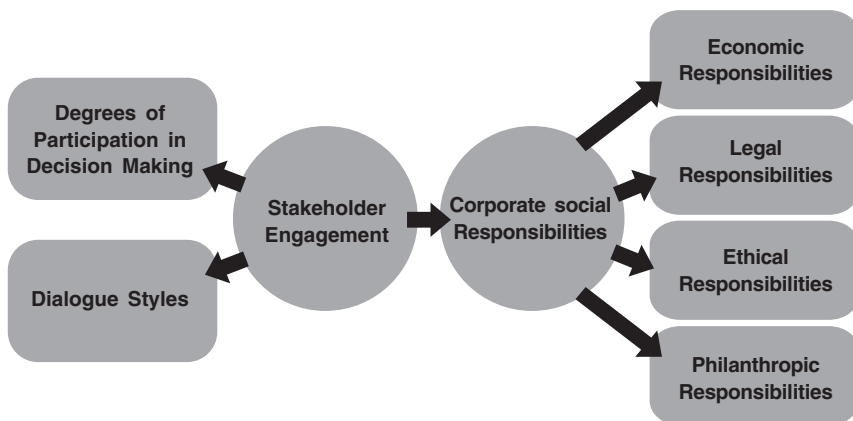 Degrees of
Participation in
Decision Making
Dialogue Styles
Stakeholder
Engagement
Corporate social
Responsibilities
Economic
Responsibilities
Legal
Responsibilities
Ethical
Responsibilities
Philanthropic
Responsibilities